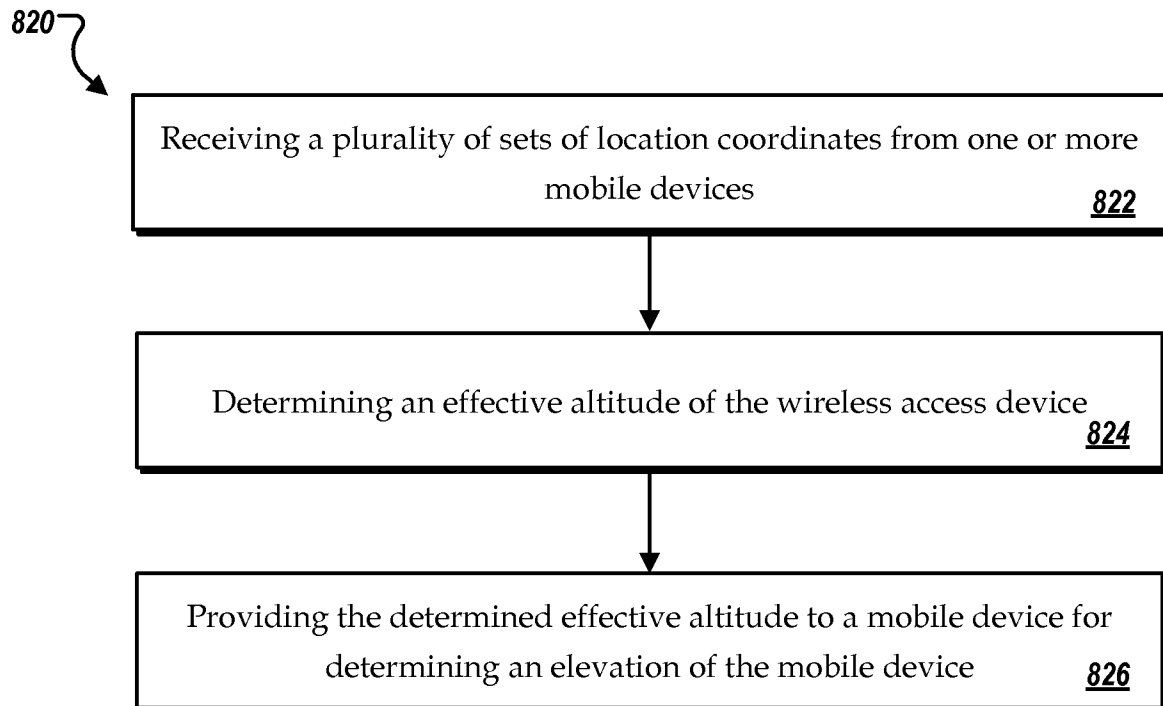 820
Receiving a plurality of sets of location coordinates from one or more
mobile devices
822
Determining an effective altitude of the wireless access device
824
Providing the determined effective altitude to a mobile device for
determining an elevation of the mobile device
826